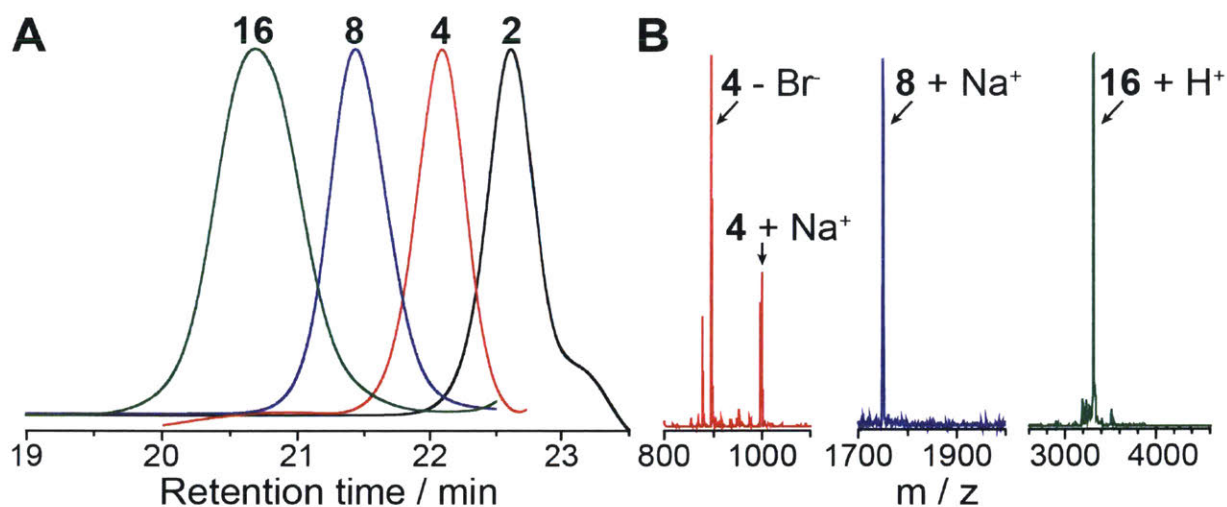 A
16 8 4 2
19 20 21 22 23
Retention time / min
B
4 - Br⁻
4 + Na⁺
8 + Na⁺
16 + H⁺
800 1000 1700 1900 3000 4000
m / z